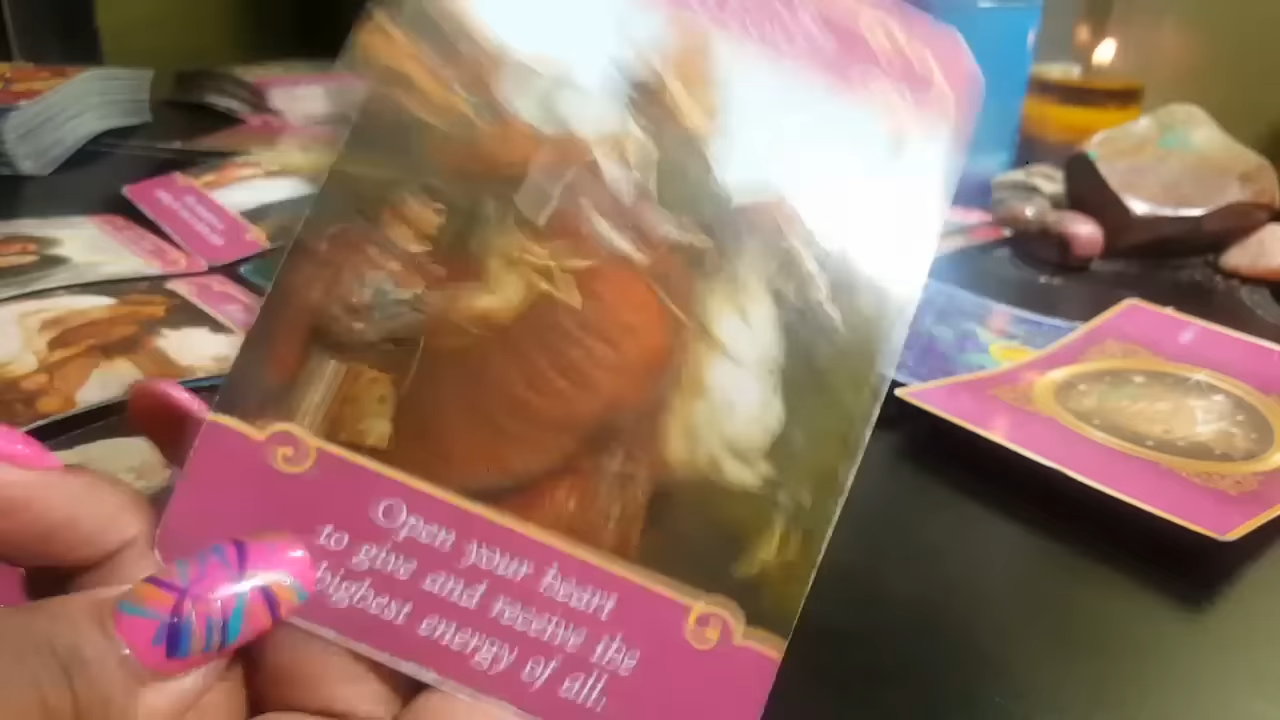 Open your heart
to give and receive the
highest energy of all.